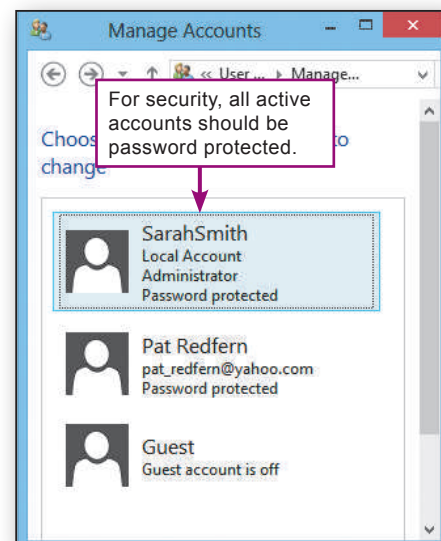 Manage Accounts
« User ... Manage...
For security, all active
accounts should be
password protected.
to
change
SarahSmith
Local Account
Administrator
Password protected
Pat Redfern
pat_redfern@yahoo.com
Password protected
Guest
Guest account is off